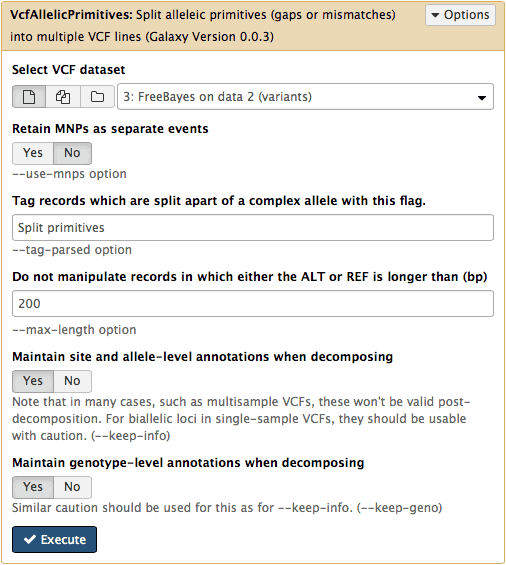 VcfAllelicPrimitives: Split alleleic primitives (gaps or mismatches)
into multiple VCF lines (Galaxy Version 0.0.3)
Options
Select VCF dataset
3: FreeBayes on data 2 (variants)
Retain MNPs as separate events
Yes No
--use-mnps option
Tag records which are split apart of a complex allele with this flag.
Split primitives
--tag-parsed option
Do not manipulate records in which either the ALT or REF is longer than (bp)
200
--max-length option
Maintain site and allele-level annotations when decomposing
Yes No
Note that in many cases, such as multisample VCFs, these won't be valid post-
decomposition. For biallelic loci in single-sample VCFs, they should be usable
with caution. (--keep-info)
Maintain genotype-level annotations when decomposing
Yes No
Similar caution should be used for this as for --keep-info. (--keep-geno)
Execute